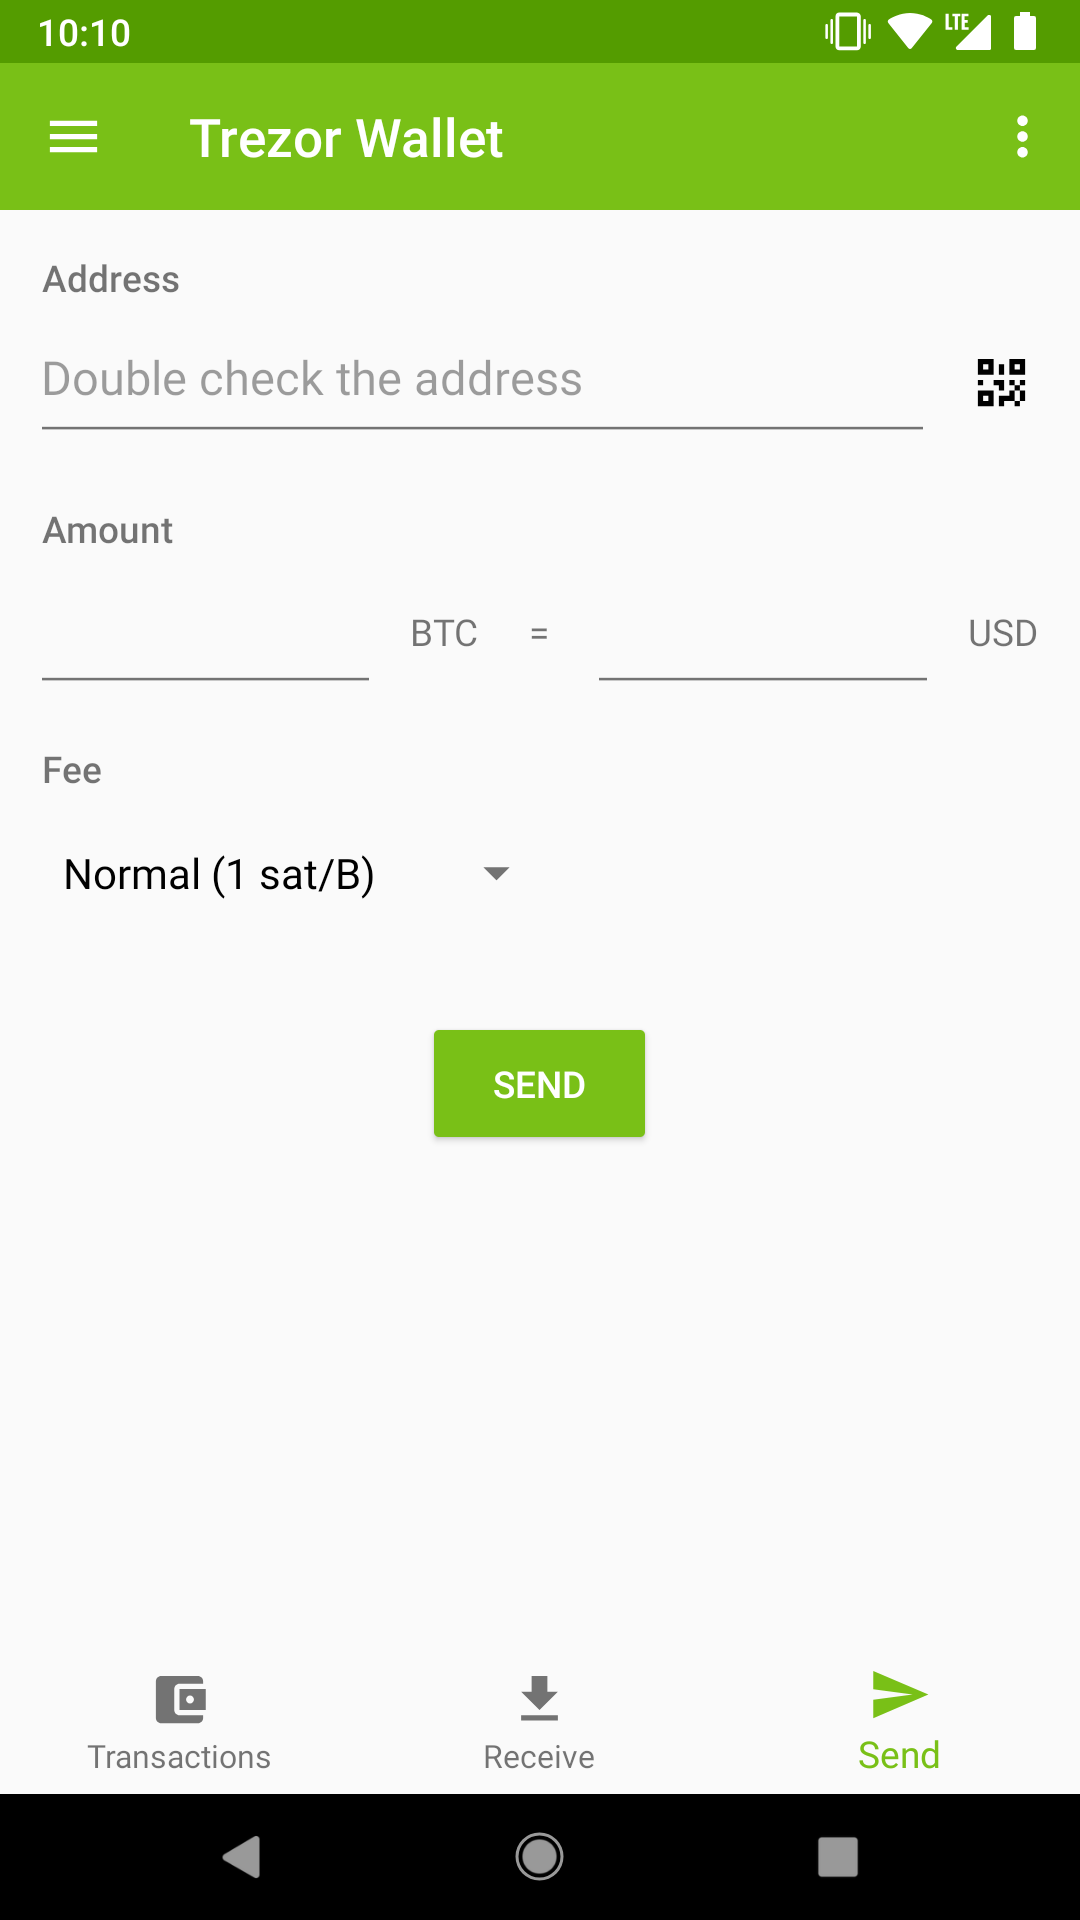 10:10
LTE
Trezor Wallet
Address
Double check the address
Amount
BTC = USD
Fee
Normal (1 sat/B)
SEND
Transactions Receive Send